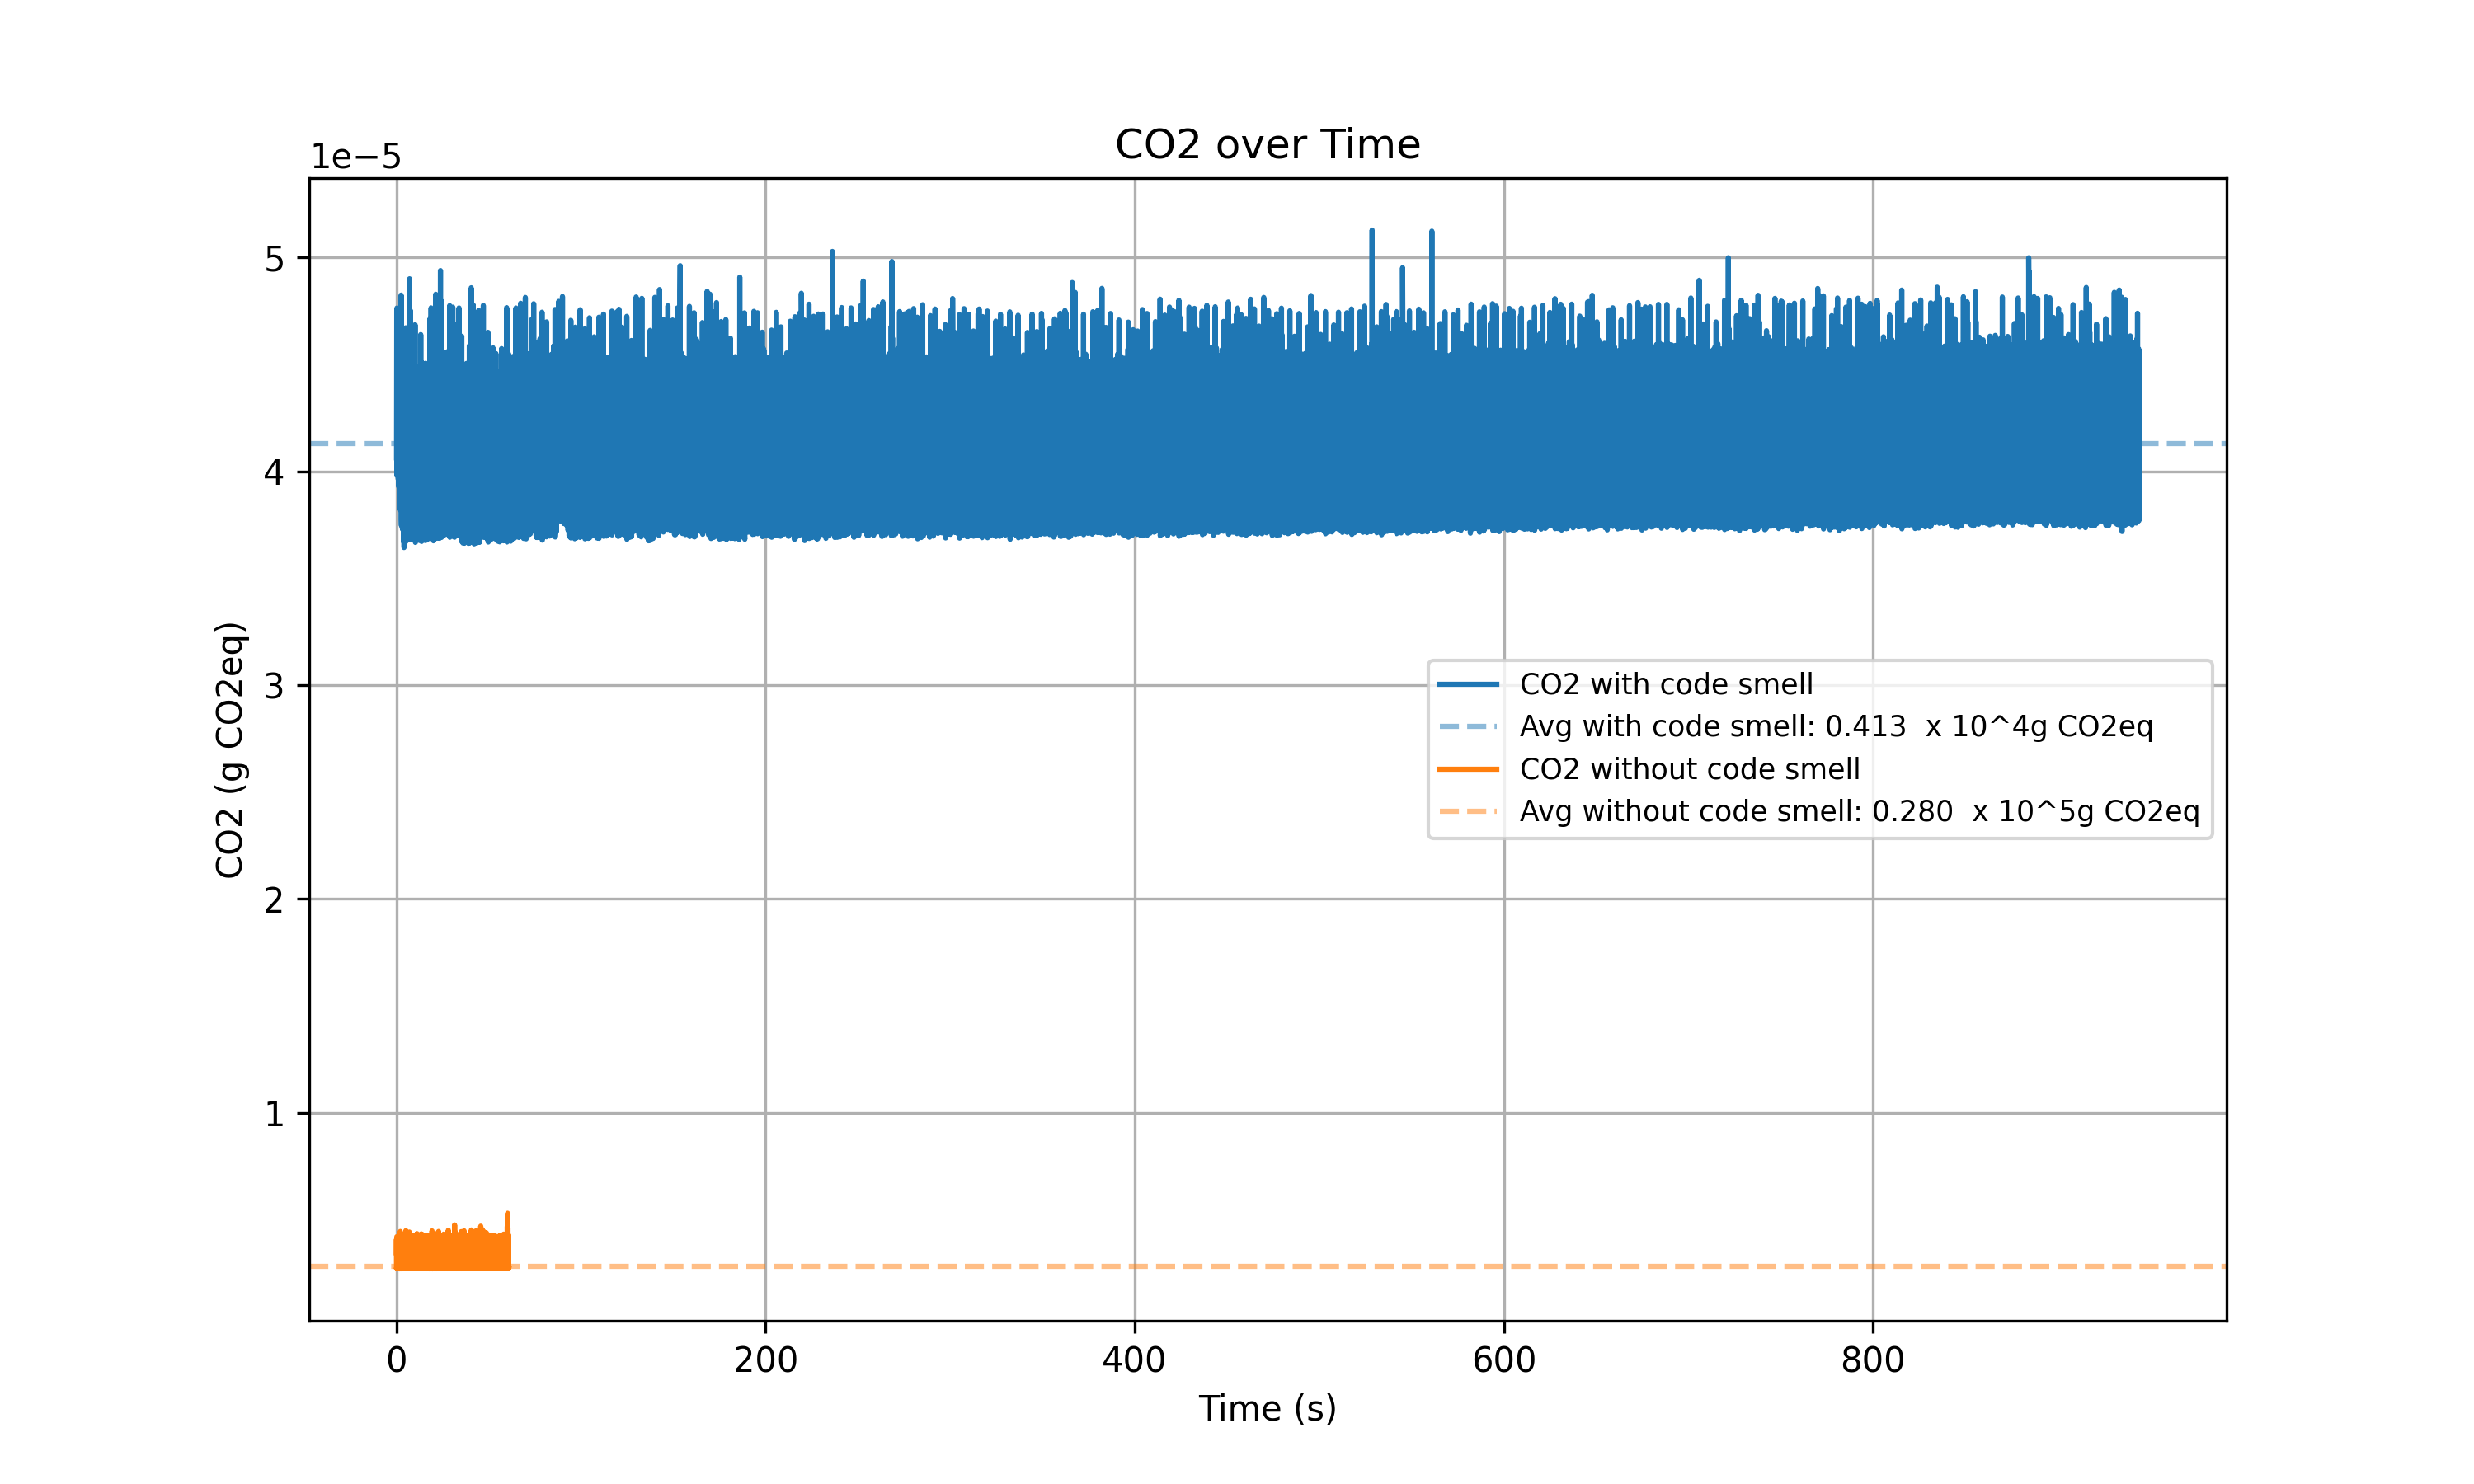 CO2 over Time
1e−5
5
4
3
2
1
CO2 (g CO2eq)
CO2 with code smell
Avg with code smell: 0.413  x 10^4g CO2eq
CO2 without code smell
Avg without code smell: 0.280  x 10^5g CO2eq
0 200 400 600 800
Time (s)